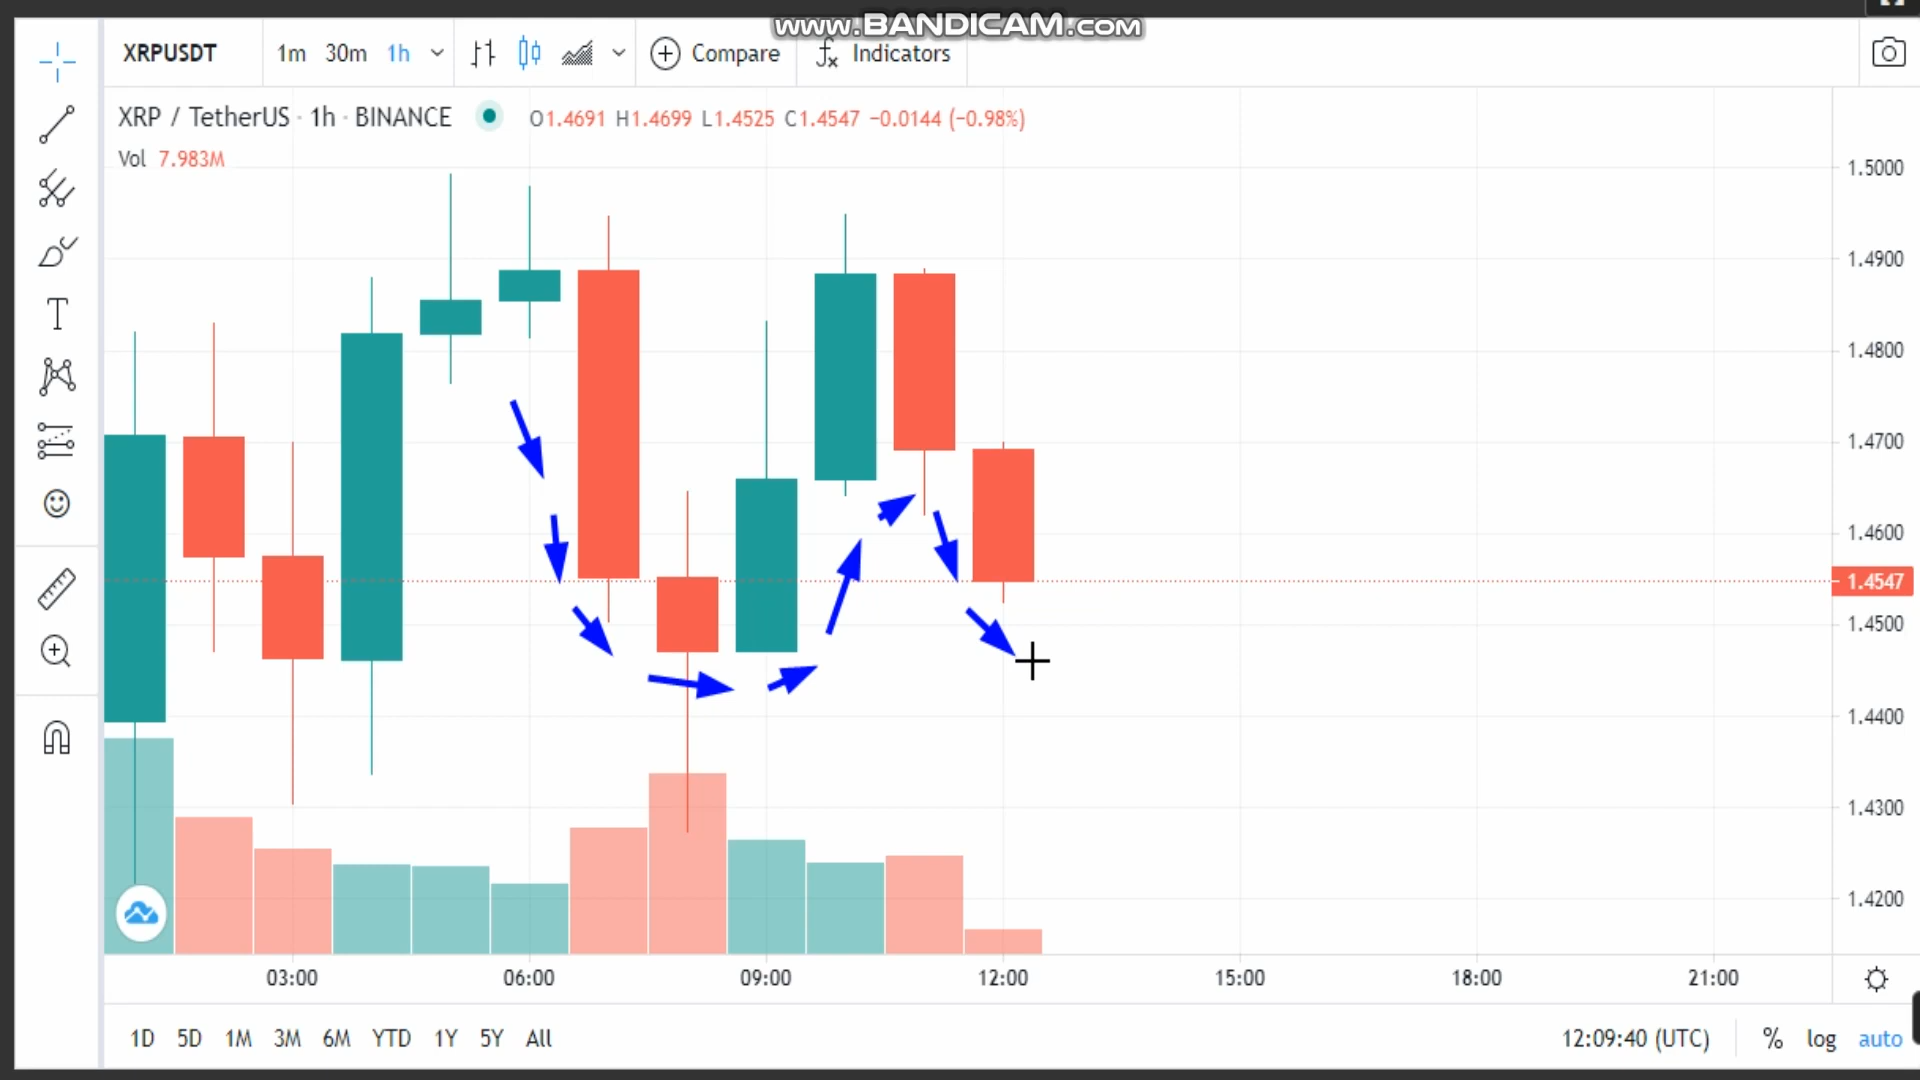 www.BANDICAM.com
XRPUSDT 1m 30m 1h Compare fx Indicators
XRP / TetherUS · 1h · BINANCE O1.4691 H1.4699 L1.4525 C1.4547 −0.0144 (−0.98%)
Vol 7.983M
1.5000
1.4900
1.4800
1.4700
1.4600
1.4547
1.4500
1.4400
1.4300
1.4200
03:00 06:00 09:00 12:00 15:00 18:00 21:00
1D 5D 1M 3M 6M YTD 1Y 5Y All 12:09:40 (UTC) % log auto